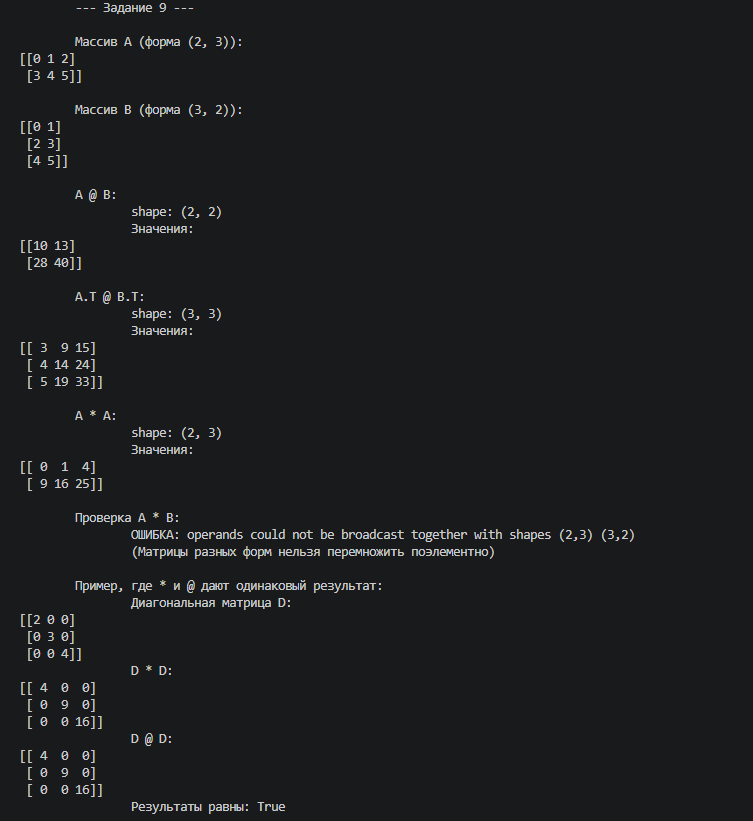 --- Задание 9 ---
Массив A (форма (2, 3)):
[[0 1 2]
[3 4 5]]
Массив B (форма (3, 2)):
[[0 1]
[2 3]
[4 5]]
A @ B:
shape: (2, 2)
Значения:
[[10 13]
[28 40]]
A.T @ B.T:
shape: (3, 3)
Значения:
[[ 3  9 15]
[ 4 14 24]
[ 5 19 33]]
A * A:
shape: (2, 3)
Значения:
[[ 0  1  4]
[ 9 16 25]]
Проверка A * B:
ОШИБКА: operands could not be broadcast together with shapes (2,3) (3,2)
(Матрицы разных форм нельзя перемножить поэлементно)
Пример, где * и @ дают одинаковый результат:
Диагональная матрица D:
[[2 0 0]
[0 3 0]
[0 0 4]]
D * D:
[[ 4  0  0]
[ 0  9  0]
[ 0  0 16]]
D @ D:
[[ 4  0  0]
[ 0  9  0]
[ 0  0 16]]
Результаты равны: True